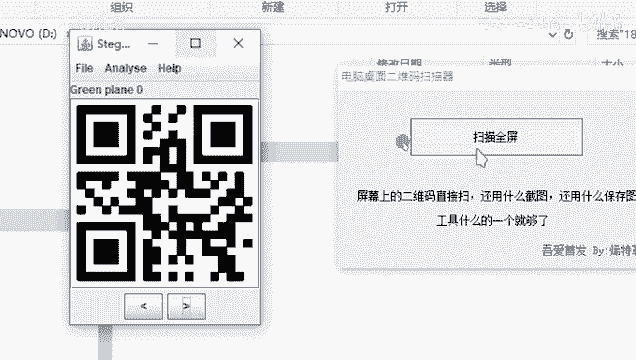 组织 新建 打开 选择
NOVO (D:)
搜索"18
修改日期 类型 大小
Steg...
File Analyse Help
Green plane 0
< >
电脑桌面二维码扫描器
扫描全屏
屏幕上的二维码直接扫，还用什么截图，还用什么保存图
工具什么的一个就够了
吾爱首发 By: